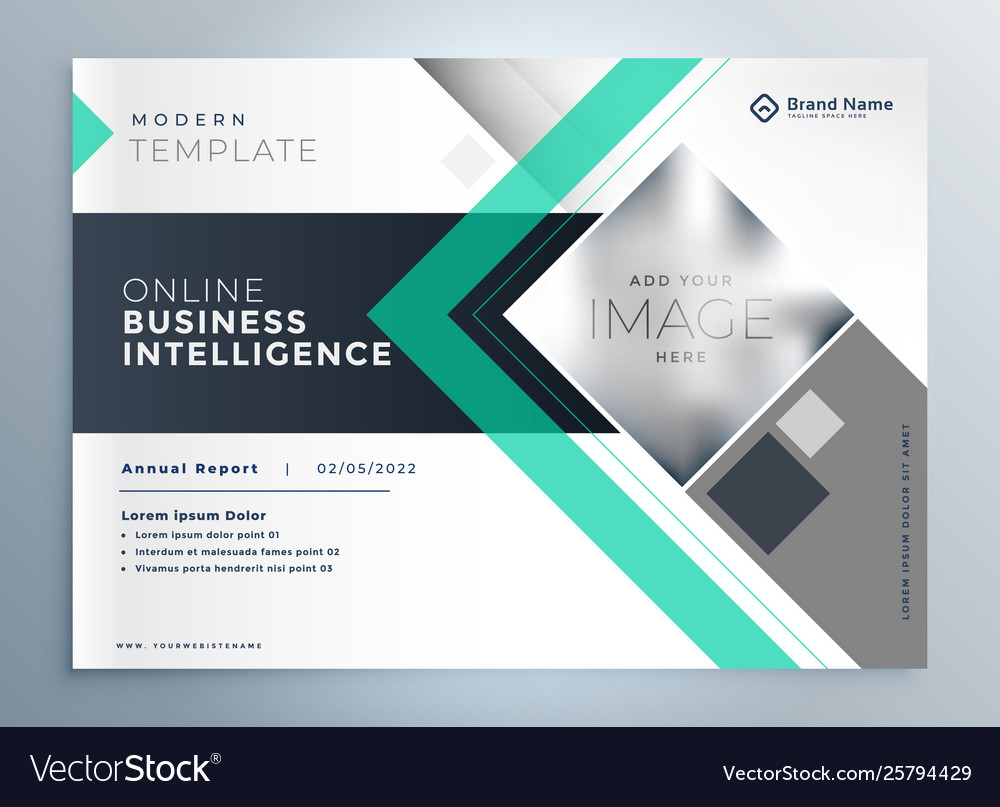 MODERN
TEMPLATE
Brand Name
TAGLINE SPACE HERE
ONLINE
BUSINESS
INTELLIGENCE
ADD YOUR
IMAGE
HERE
Annual Report | 02/05/2022
Lorem ipsum Dolor
• Lorem ipsum dolor point 01
• Interdum et malesuada fames point 02
• Vivamus porta hendrerit nisi point 03
LOREM IPSUM DOLOR SIT AMET
WWW. YOURWEBISTENAME
VectorStock®
VectorStock.com/25794429